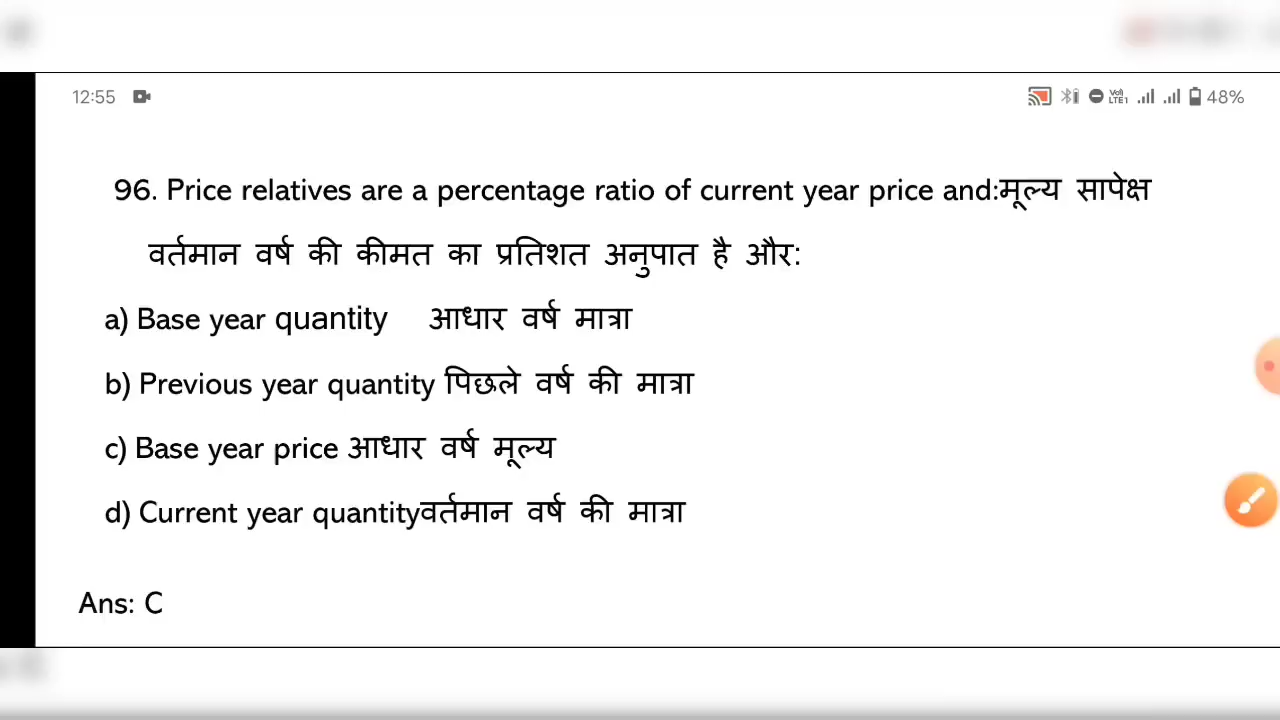 12:55 Vo) LTE1 48%
96. Price relatives are a percentage ratio of current year price and:मूल्य सापेक्ष
वर्तमान वर्ष की कीमत का प्रतिशत अनुपात है और:
a) Base year quantity आधार वर्ष मात्रा
b) Previous year quantity पिछले वर्ष की मात्रा
c) Base year price आधार वर्ष मूल्य
d) Current year quantityवर्तमान वर्ष की मात्रा
Ans: C